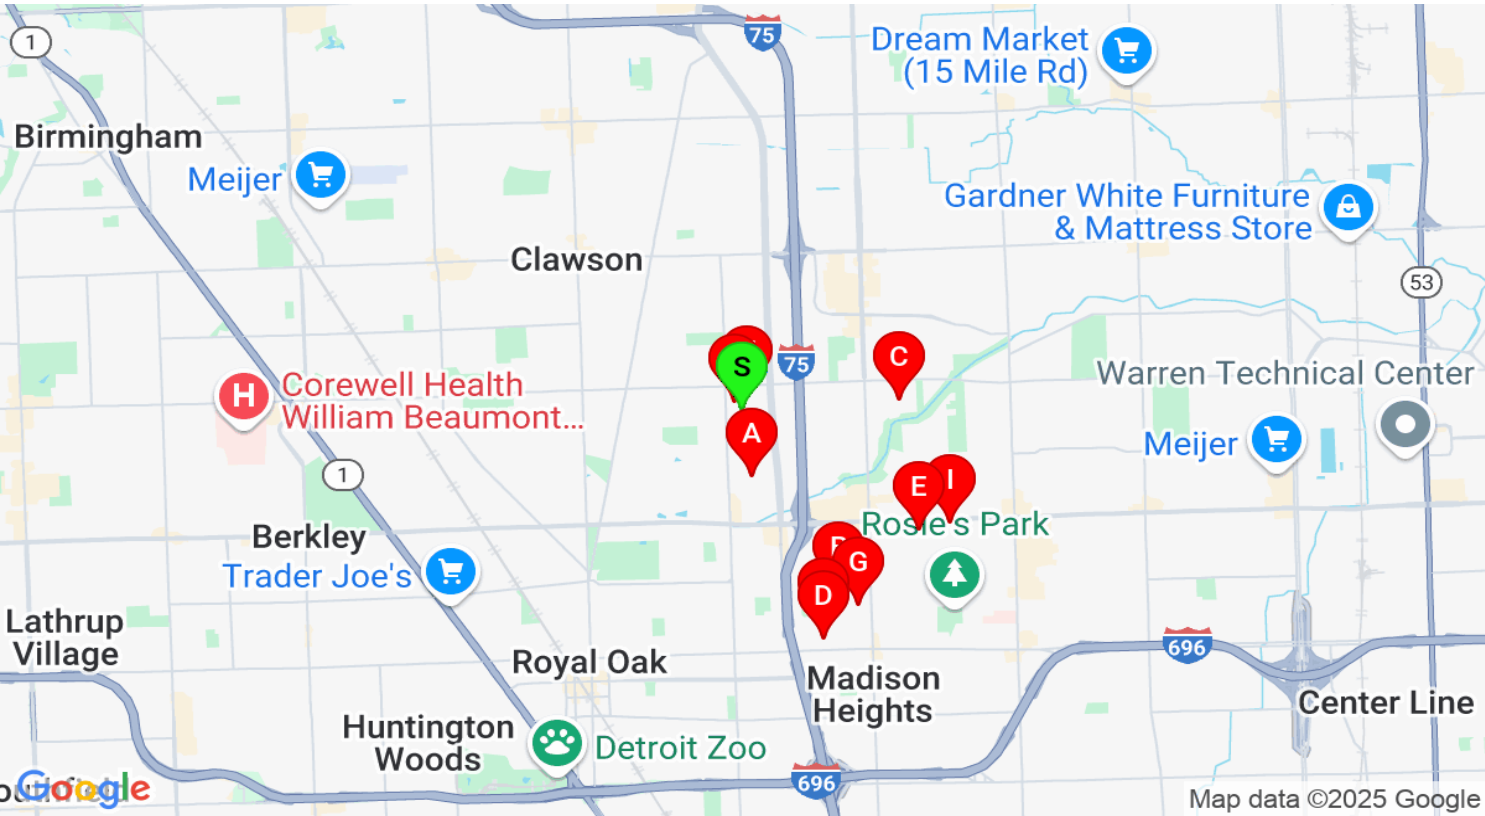 1
75
Dream Market
(15 Mile Rd)
Birmingham
Meijer
Gardner White Furniture
& Mattress Store
Clawson
53
S
75
C
Warren Technical Center
H
Corewell Health
William Beaumont...
A
Meijer
1
E
I
Rosie's Park
Berkley
Trader Joe's
G
D
Lathrup
Village
Royal Oak
696
Madison
Heights
Center Line
Huntington
Woods
Detroit Zoo
696
Google
Map data ©2025 Google